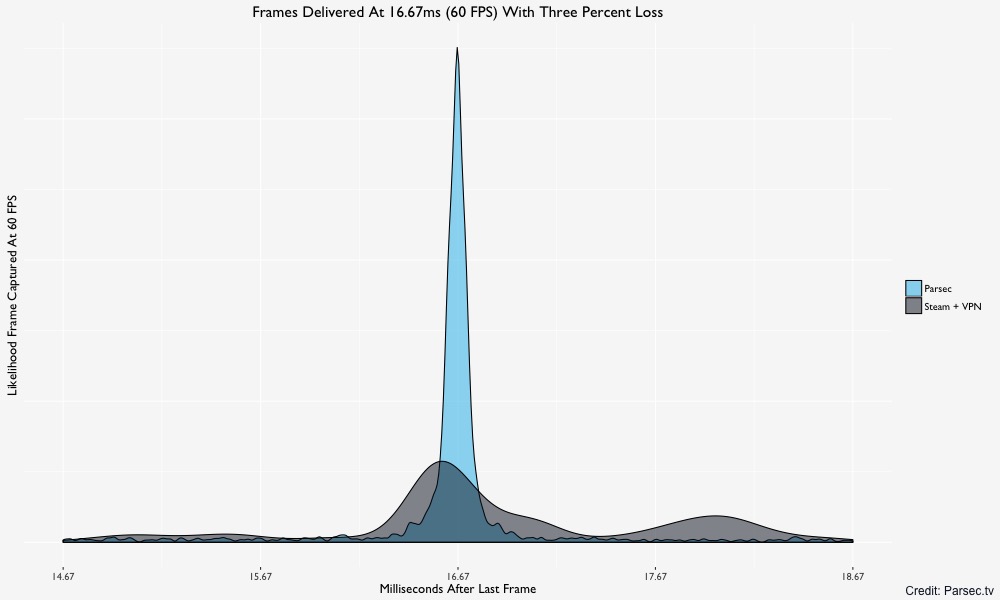 Frames Delivered At 16.67ms (60 FPS) With Three Percent Loss
Likelihood Frame Captured At 60 FPS
Parsec
Steam + VPN
14.67
15.67
16.67
17.67
18.67
Milliseconds After Last Frame
Credit: Parsec.tv